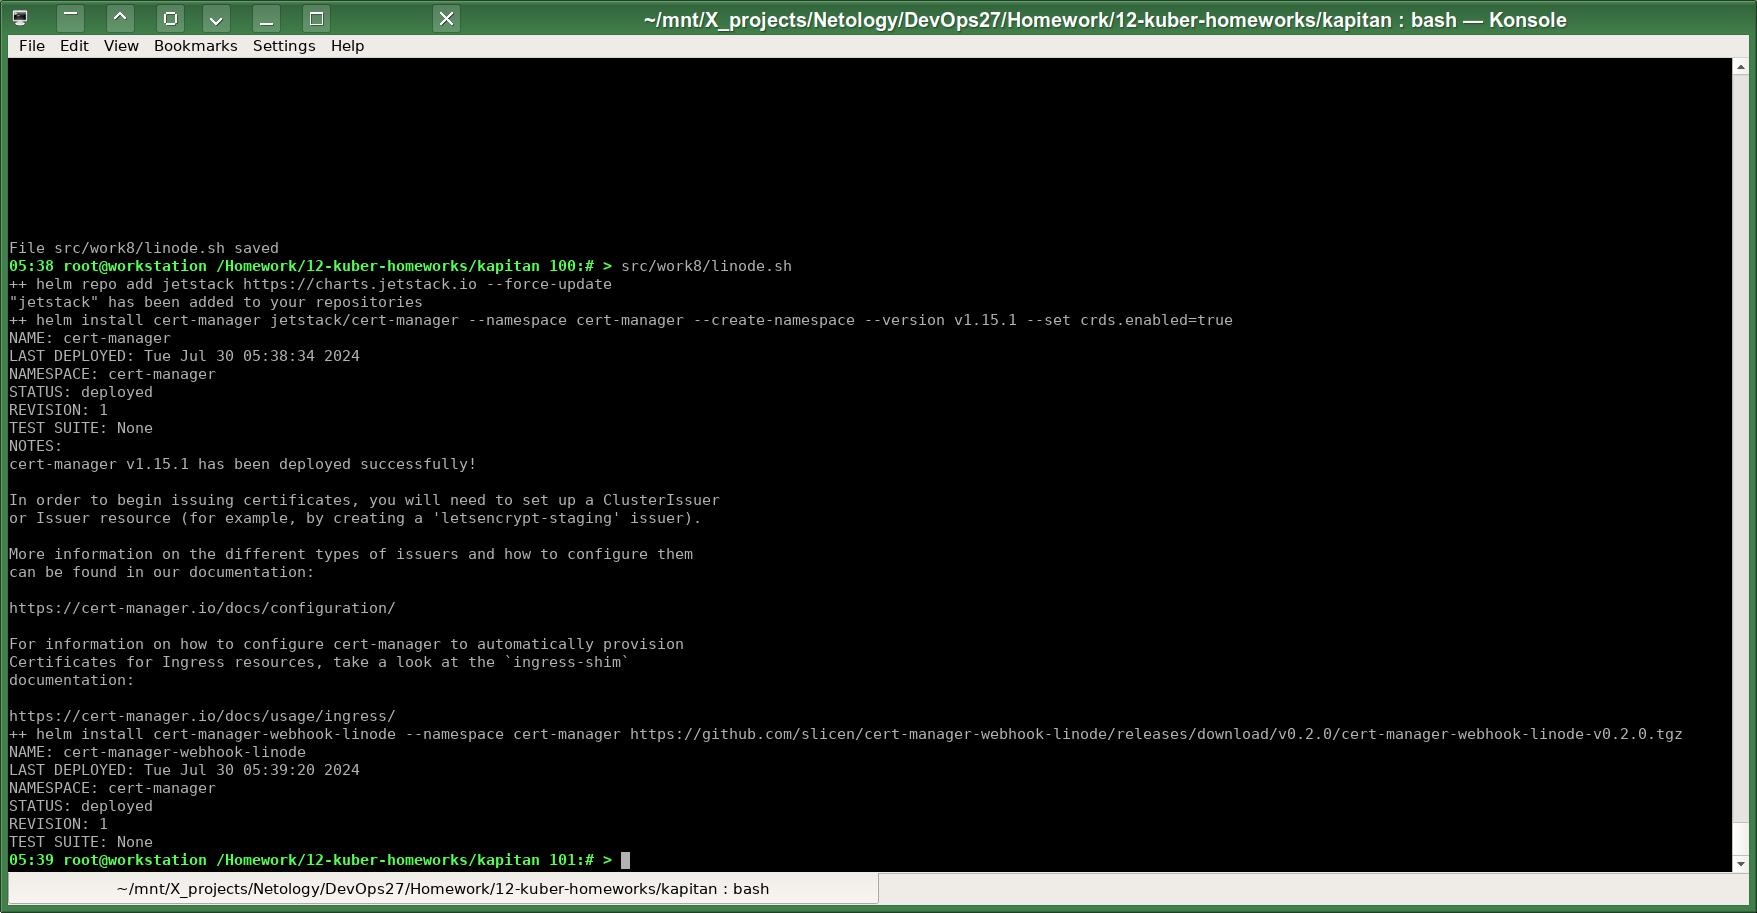 ~/mnt/X_projects/Netology/DevOps27/Homework/12-kuber-homeworks/kapitan : bash — Konsole
File Edit View Bookmarks Settings Help
File src/work8/linode.sh saved
05:38 root@workstation /Homework/12-kuber-homeworks/kapitan 100:# > src/work8/linode.sh
++ helm repo add jetstack https://charts.jetstack.io --force-update
"jetstack" has been added to your repositories
++ helm install cert-manager jetstack/cert-manager --namespace cert-manager --create-namespace --version v1.15.1 --set crds.enabled=true
NAME: cert-manager
LAST DEPLOYED: Tue Jul 30 05:38:34 2024
NAMESPACE: cert-manager
STATUS: deployed
REVISION: 1
TEST SUITE: None
NOTES:
cert-manager v1.15.1 has been deployed successfully!
In order to begin issuing certificates, you will need to set up a ClusterIssuer
or Issuer resource (for example, by creating a 'letsencrypt-staging' issuer).
More information on the different types of issuers and how to configure them
can be found in our documentation:
https://cert-manager.io/docs/configuration/
For information on how to configure cert-manager to automatically provision
Certificates for Ingress resources, take a look at the `ingress-shim`
documentation:
https://cert-manager.io/docs/usage/ingress/
++ helm install cert-manager-webhook-linode --namespace cert-manager https://github.com/slicen/cert-manager-webhook-linode/releases/download/v0.2.0/cert-manager-webhook-linode-v0.2.0.tgz
NAME: cert-manager-webhook-linode
LAST DEPLOYED: Tue Jul 30 05:39:20 2024
NAMESPACE: cert-manager
STATUS: deployed
REVISION: 1
TEST SUITE: None
05:39 root@workstation /Homework/12-kuber-homeworks/kapitan 101:# >
~/mnt/X_projects/Netology/DevOps27/Homework/12-kuber-homeworks/kapitan : bash